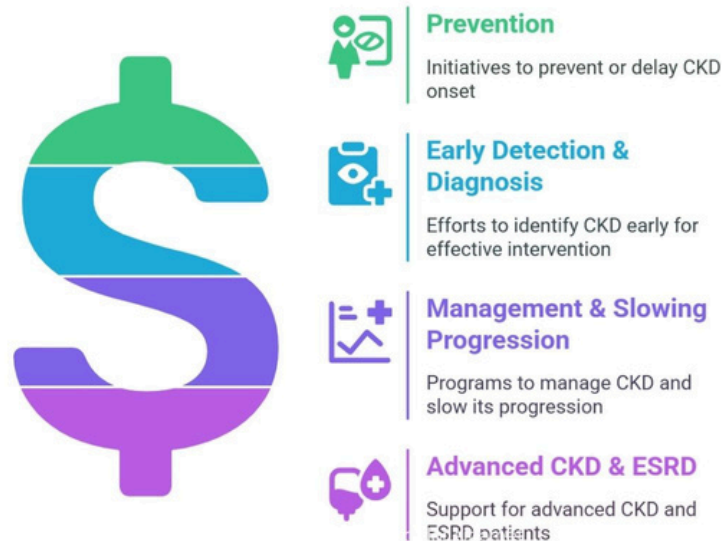 Prevention
Initiatives to prevent or delay CKD
onset
Early Detection &
Diagnosis
Efforts to identify CKD early for
effective intervention
Management & Slowing
Progression
Programs to manage CKD and
slow its progression
Advanced CKD & ESRD
Support for advanced CKD and
ESRD patients